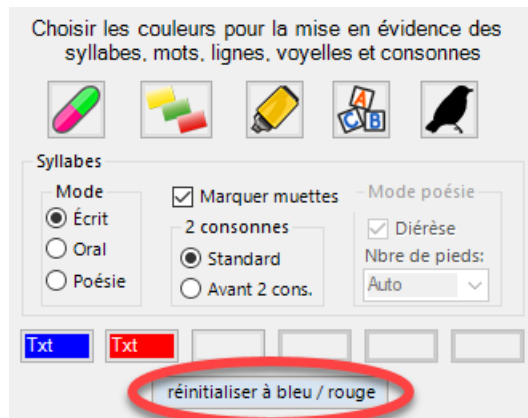 Choisir les couleurs pour la mise en évidence des
syllabes, mots, lignes, voyelles et consonnes
A
C B
Syllabes
Mode
Écrit
Oral
Poésie
Marquer muettes
2 consonnes
Standard
Avant 2 cons.
Mode poésie
Diérèse
Nbre de pieds:
Auto
Txt Txt
réinitialiser à bleu / rouge